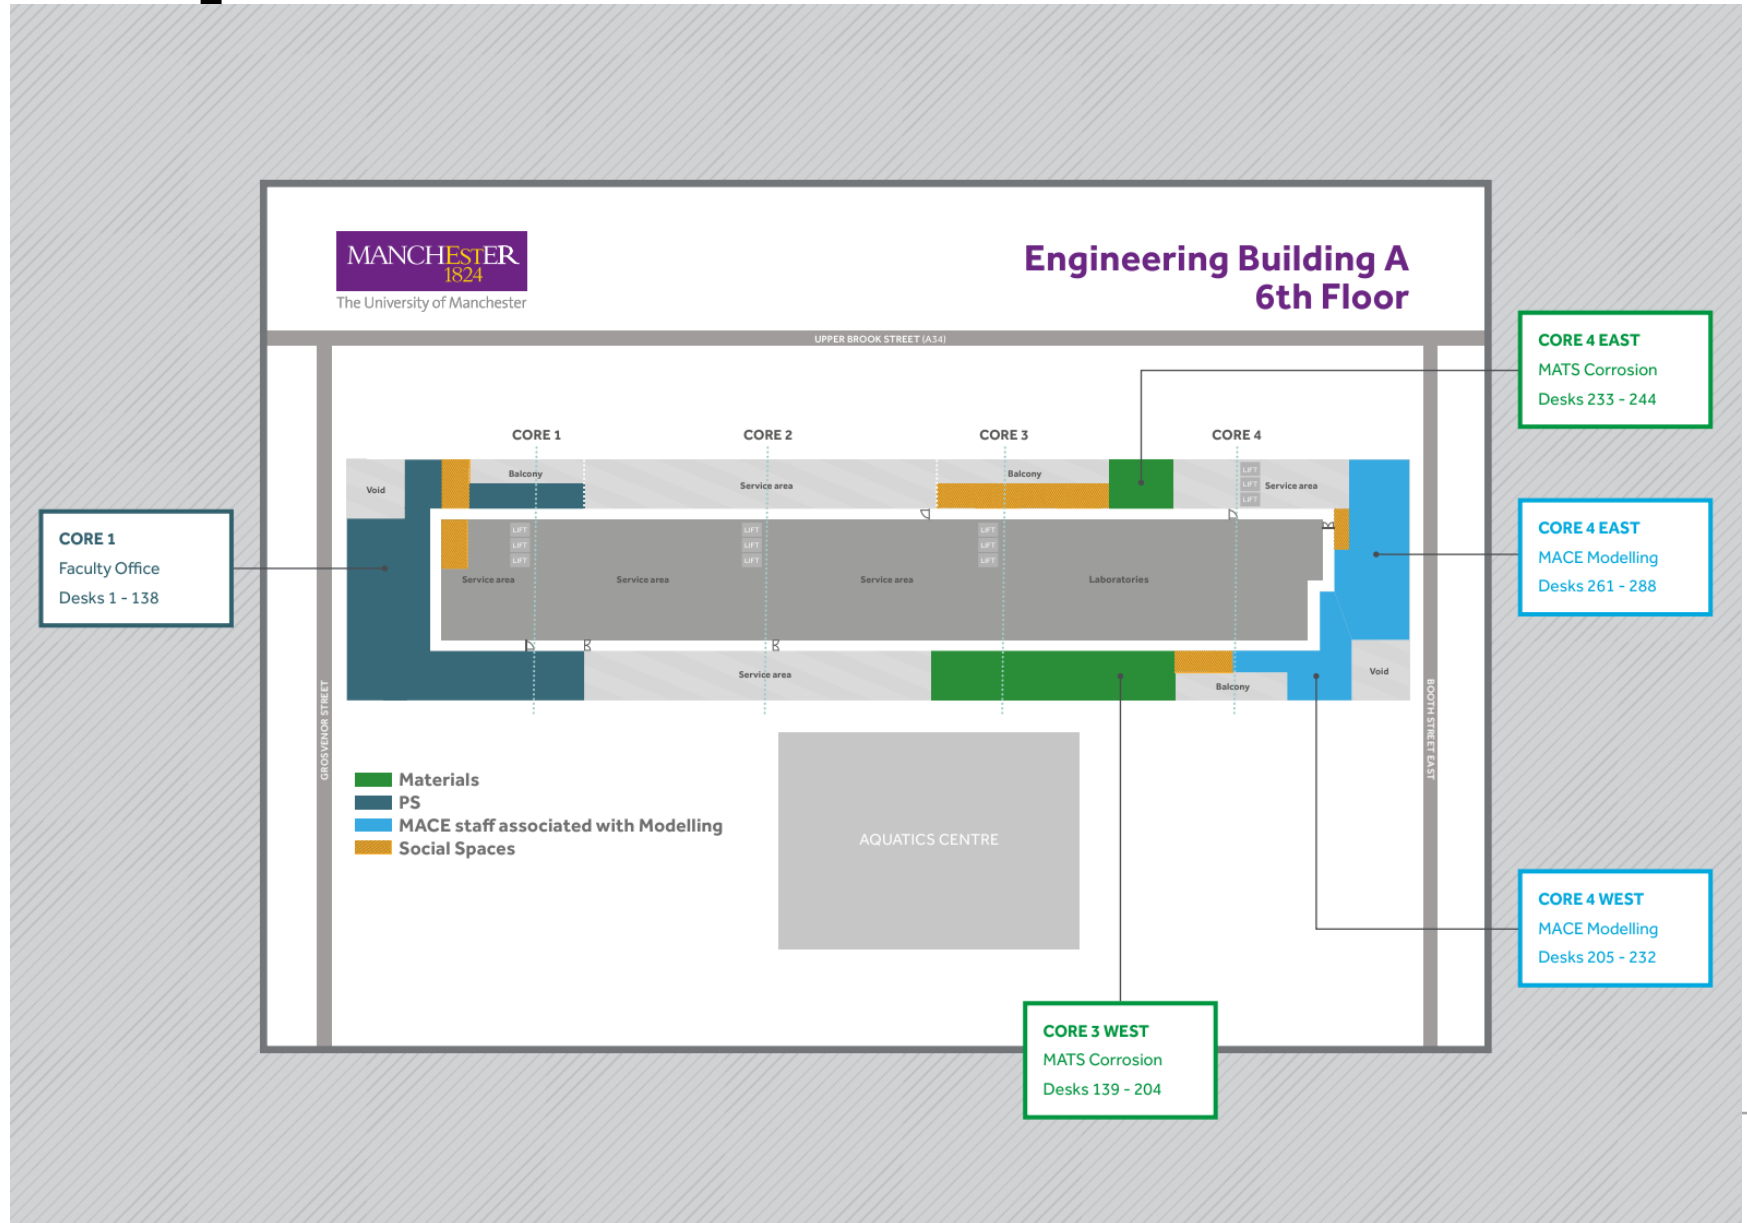 MANCHESTER
1824
The University of Manchester
Engineering Building A
6th Floor
UPPER BROOK STREET (A34)
CORE 4 EAST
MATS Corrosion
Desks 233 - 244
CORE 1
CORE 2
CORE 3
CORE 4
Void
Balcony
Service area
Balcony
LIFT
LIFT
LIFT
Service area
CORE 1
Faculty Office
Desks 1 - 138
LIFT
LIFT
LIFT
LIFT
LIFT
LIFT
LIFT
LIFT
LIFT
Service area
Service area
Service area
Laboratories
CORE 4 EAST
MACE Modelling
Desks 261 - 288
Service area
Balcony
Void
GROSVENOR STREET
BOOTH STREET EAST
Materials
PS
MACE staff associated with Modelling
Social Spaces
AQUATICS CENTRE
CORE 4 WEST
MACE Modelling
Desks 205 - 232
CORE 3 WEST
MATS Corrosion
Desks 139 - 204